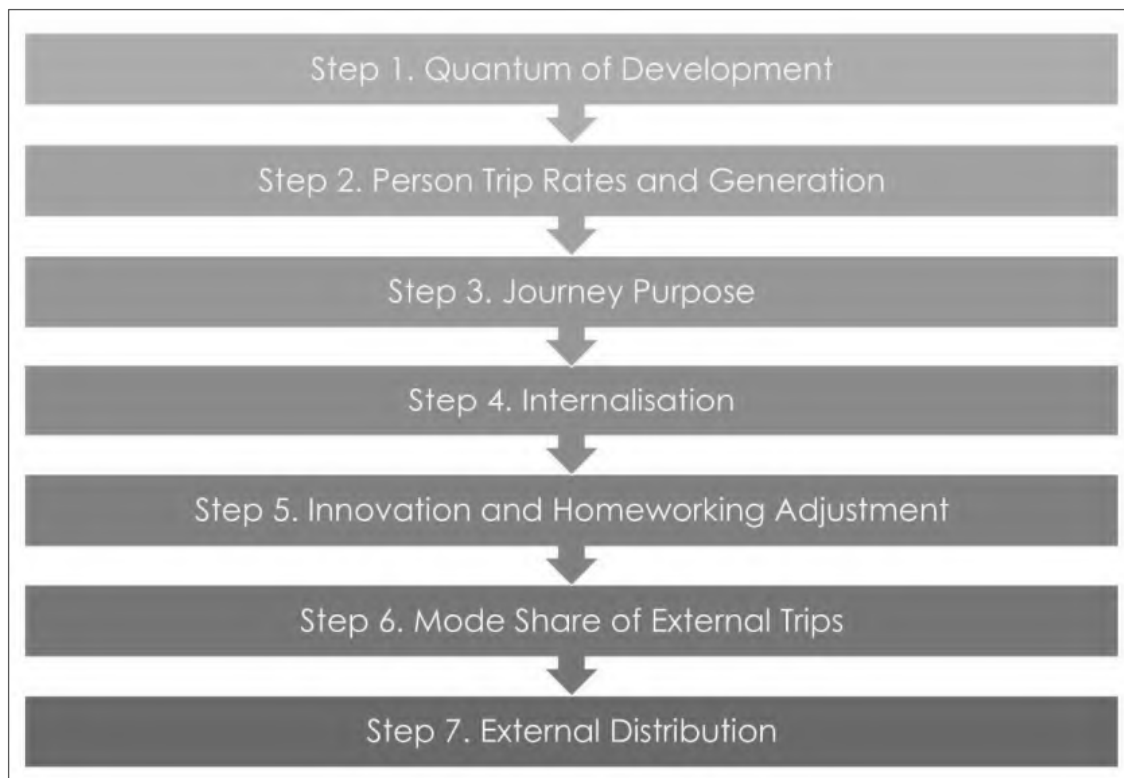 Step 1. Quantum of Development
Step 2. Person Trip Rates and Generation
Step 3. Journey Purpose
Step 4. Internalisation
Step 5. Innovation and Homeworking Adjustment
Step 6. Mode Share of External Trips
Step 7. External Distribution